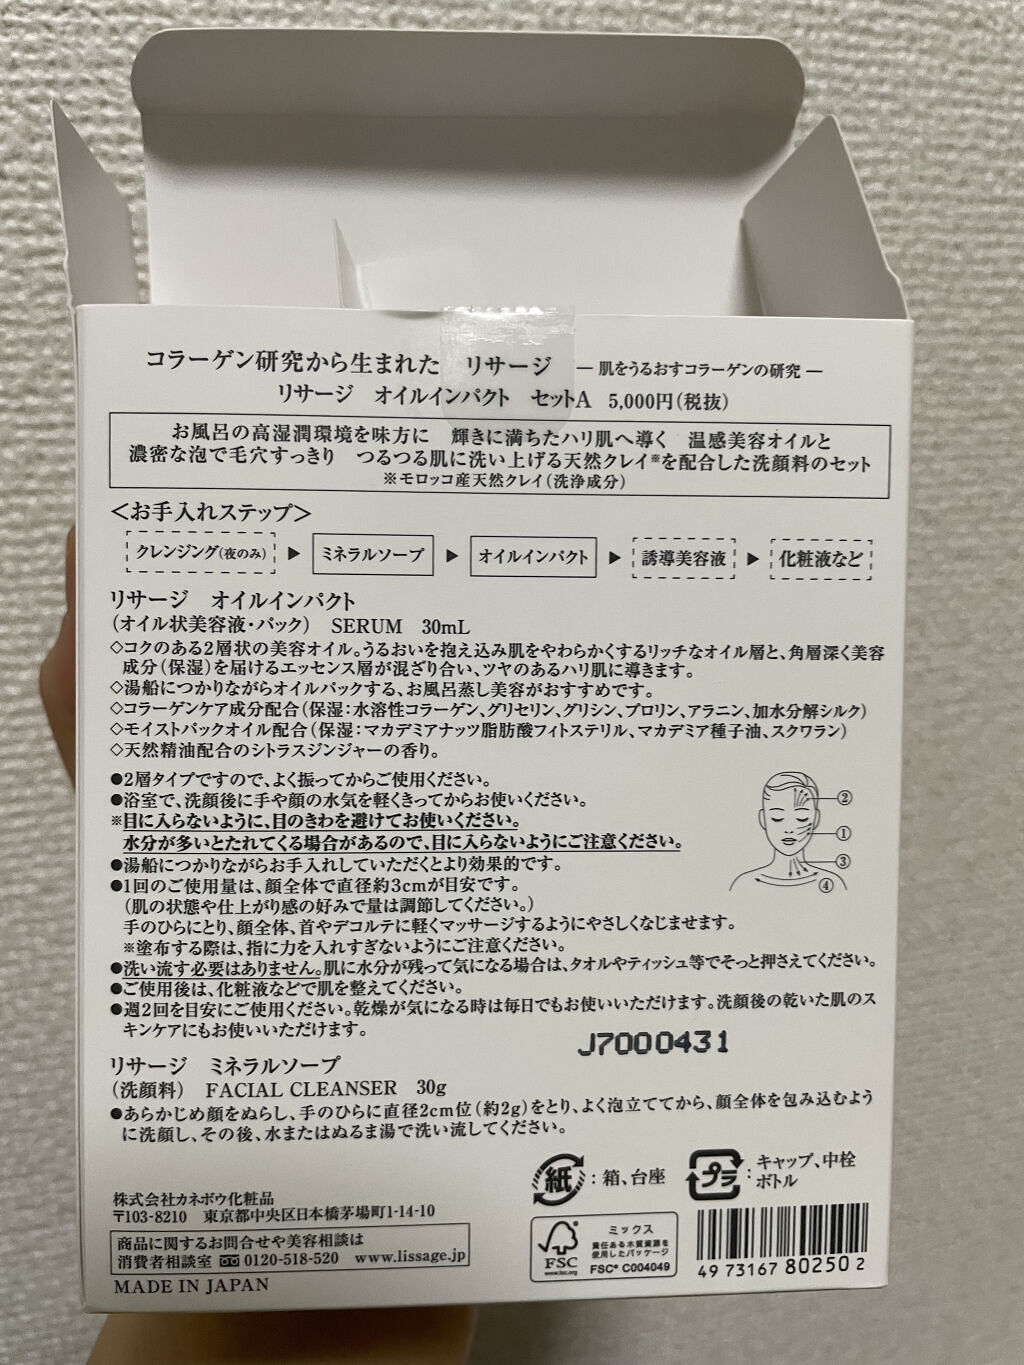 コラーゲン研究から生まれた　リサージ　― 肌をうるおすコラーゲンの研究 ―
リサージ　オイルインパクト　セットA　5,000円（税抜）
お風呂の高湿潤環境を味方に　輝きに満ちたハリ肌へ導く　温感美容オイルと
濃密な泡で毛穴すっきり　つるつる肌に洗い上げる天然クレイ※を配合した洗顔料のセット
※モロッコ産天然クレイ（洗浄成分）
＜お手入れステップ＞
クレンジング（夜のみ） ▶ ミネラルソープ ▶ オイルインパクト ▶ 誘導美容液 ▶ 化粧液など
リサージ　オイルインパクト
（オイル状美容液・パック）　SERUM　30mL
◇コクのある2層状の美容オイル。うるおいを抱え込み肌をやわらかくするリッチなオイル層と、角層深く美容
成分（保湿）を届けるエッセンス層が混ざり合い、ツヤのあるハリ肌に導きます。
◇湯船につかりながらオイルパックする、お風呂蒸し美容がおすすめです。
◇コラーゲンケア成分配合（保湿：水溶性コラーゲン、グリセリン、グリシン、プロリン、アラニン、加水分解シルク）
◇モイストパックオイル配合（保湿：マカデミアナッツ脂肪酸フィトステリル、マカデミア種子油、スクワラン）
◇天然精油配合のシトラスジンジャーの香り。
●2層タイプですので、よく振ってからご使用ください。
●浴室で、洗顔後に手や顔の水気を軽くきってからお使いください。
※目に入らないように、目のきわを避けてお使いください。
水分が多いとたれてくる場合があるので、目に入らないようにご注意ください。
●湯船につかりながらお手入れしていただくとより効果的です。
●1回のご使用量は、顔全体で直径約3cmが目安です。
（肌の状態や仕上がり感の好みで量は調節してください。）
手のひらにとり、顔全体、首やデコルテに軽くマッサージするようにやさしくなじませます。
※塗布する際は、指に力を入れすぎないようにご注意ください。
●洗い流す必要はありません。肌に水分が残って気になる場合は、タオルやティッシュ等でそっと押さえてください。
●ご使用後は、化粧液などで肌を整えてください。
●週2回を目安にご使用ください。乾燥が気になる時は毎日でもお使いいただけます。洗顔後の乾いた肌のス
キンケアにもお使いいただけます。
②
①
③
④
J7000431
リサージ　ミネラルソープ
（洗顔料）　FACIAL CLEANSER　30g
●あらかじめ顔をぬらし、手のひらに直径2cm位（約2g）をとり、よく泡立ててから、顔全体を包み込むよう
に洗顔し、その後、水またはぬるま湯で洗い流してください。
紙：箱、台座
プラ：キャップ、中栓
ボトル
株式会社カネボウ化粧品
〒103-8210　東京都中央区日本橋茅場町1-14-10
商品に関するお問合せや美容相談は
消費者相談室 0120-518-520　www.lissage.jp
MADE IN JAPAN
FSC
www.fsc.org
ミックス
責任ある木質資源を
使用したパッケージ
FSC® C004049
4973167802502